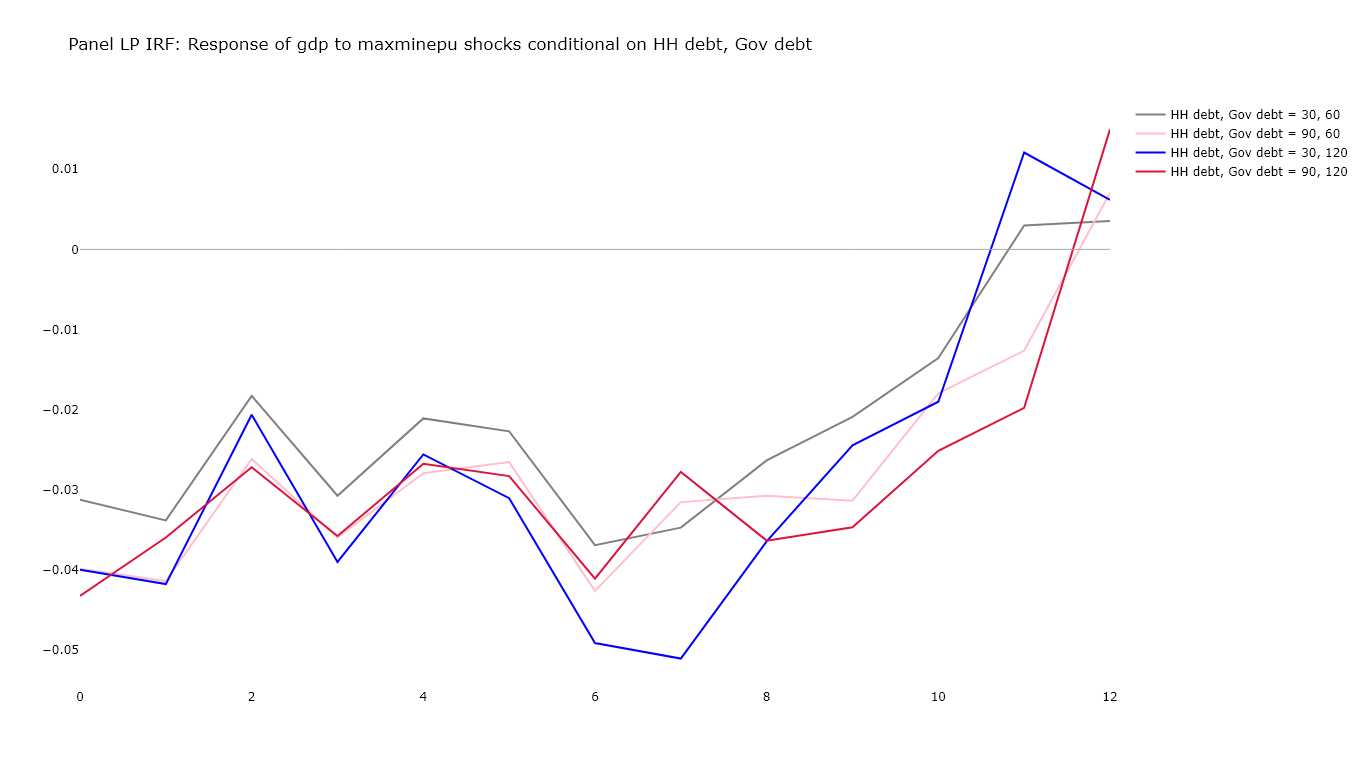 Panel LP IRF: Response of gdp to maxminepu shocks conditional on HH debt, Gov debt
HH debt, Gov debt = 30, 60
HH debt, Gov debt = 90, 60
HH debt, Gov debt = 30, 120
HH debt, Gov debt = 90, 120
0.01
0
−0.01
−0.02
−0.03
−0.04
−0.05
0 2 4 6 8 10 12